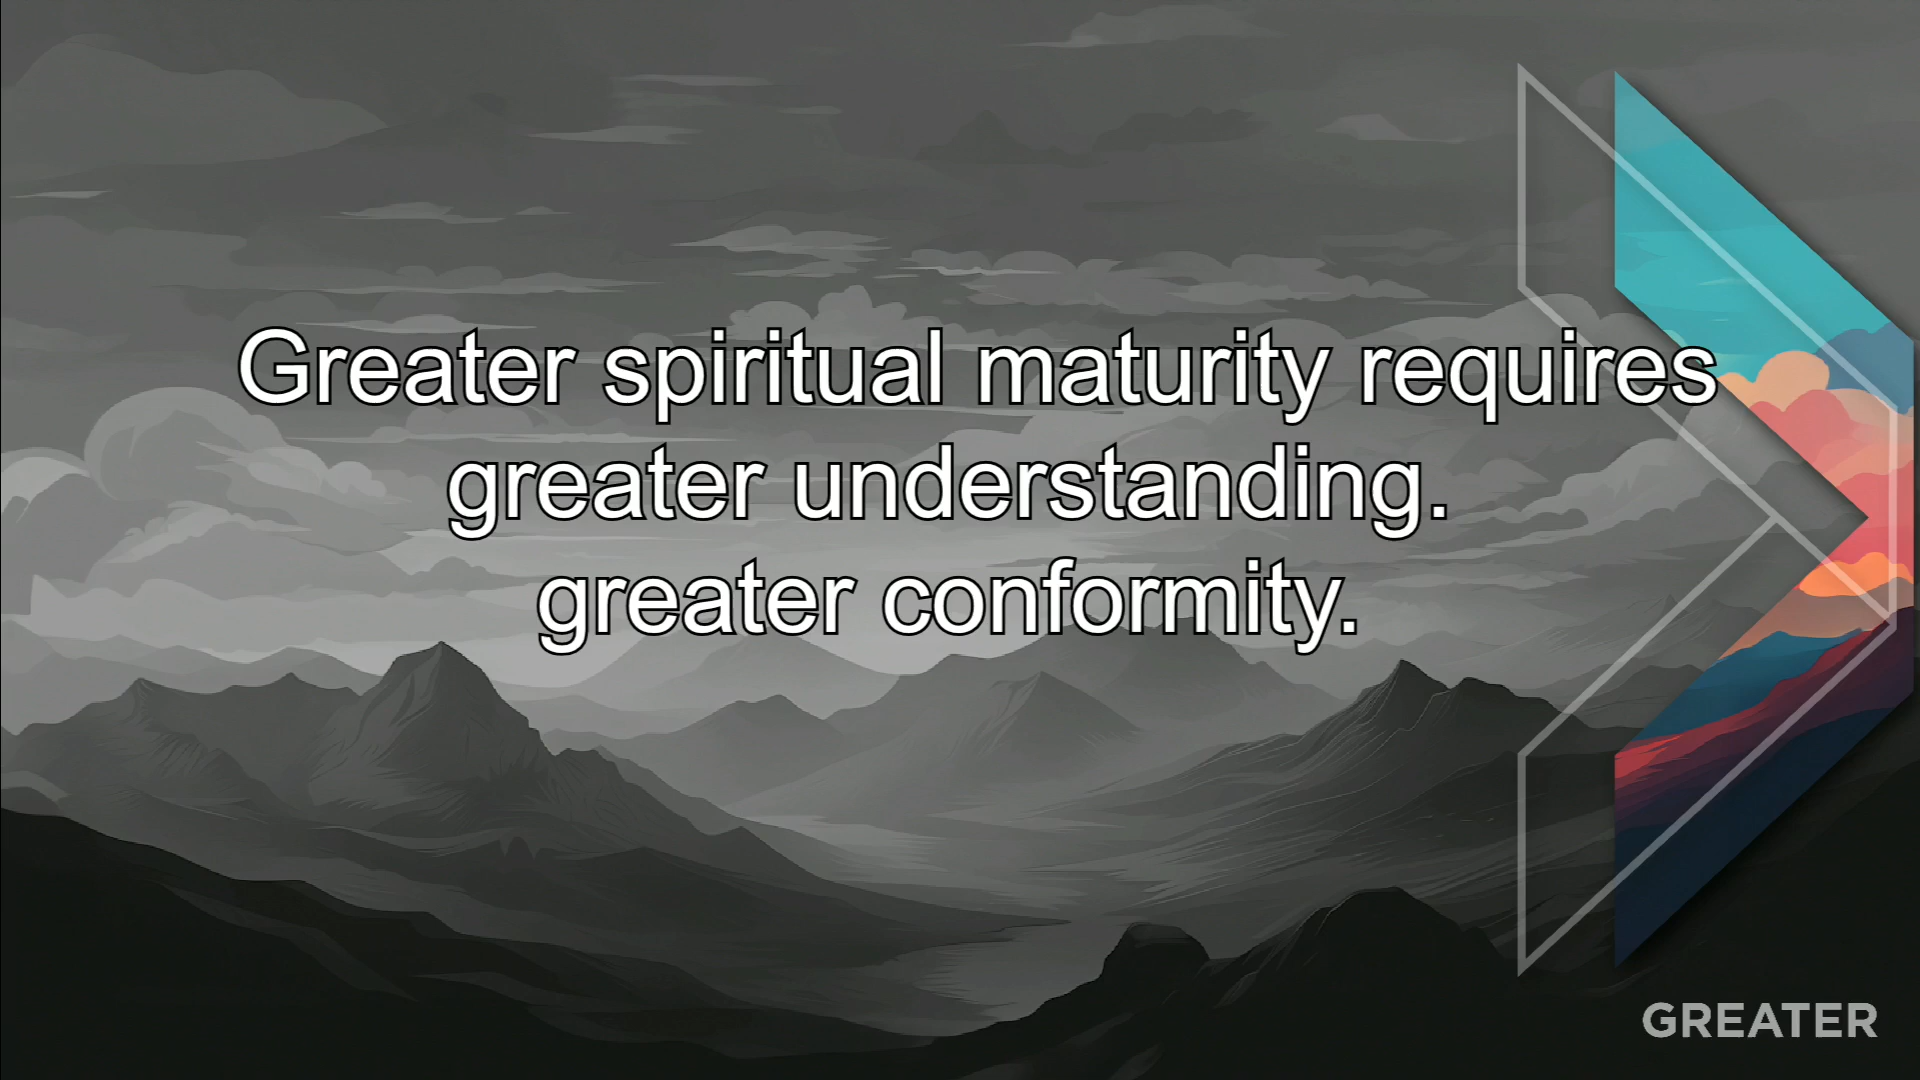 Greater spiritual maturity requires
greater understanding.
greater conformity.
GREATER